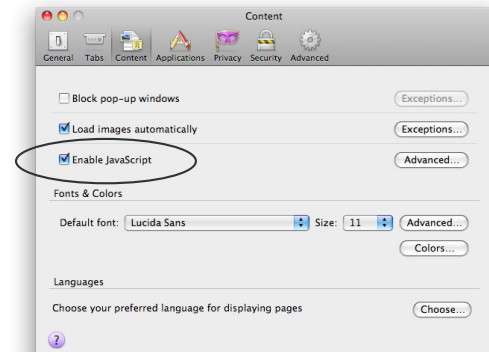 Content
General Tabs Content Applications Privacy Security Advanced
Block pop-up windows Exceptions...
Load images automatically Exceptions...
Enable JavaScript Advanced...
Fonts & Colors
Default font: Lucida Sans Size: 11 Advanced...
Colors...
Languages
Choose your preferred language for displaying pages Choose...
?